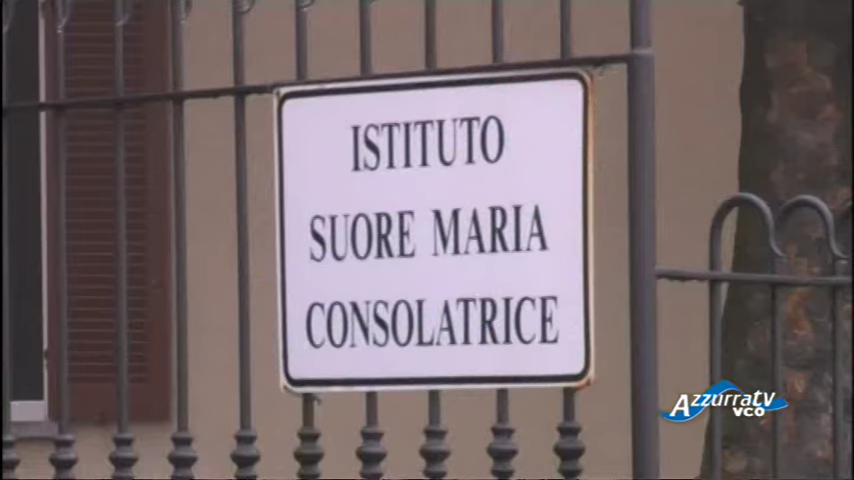 ISTITUTO
SUORE MARIA
CONSOLATRICE
Azzurratv
vco